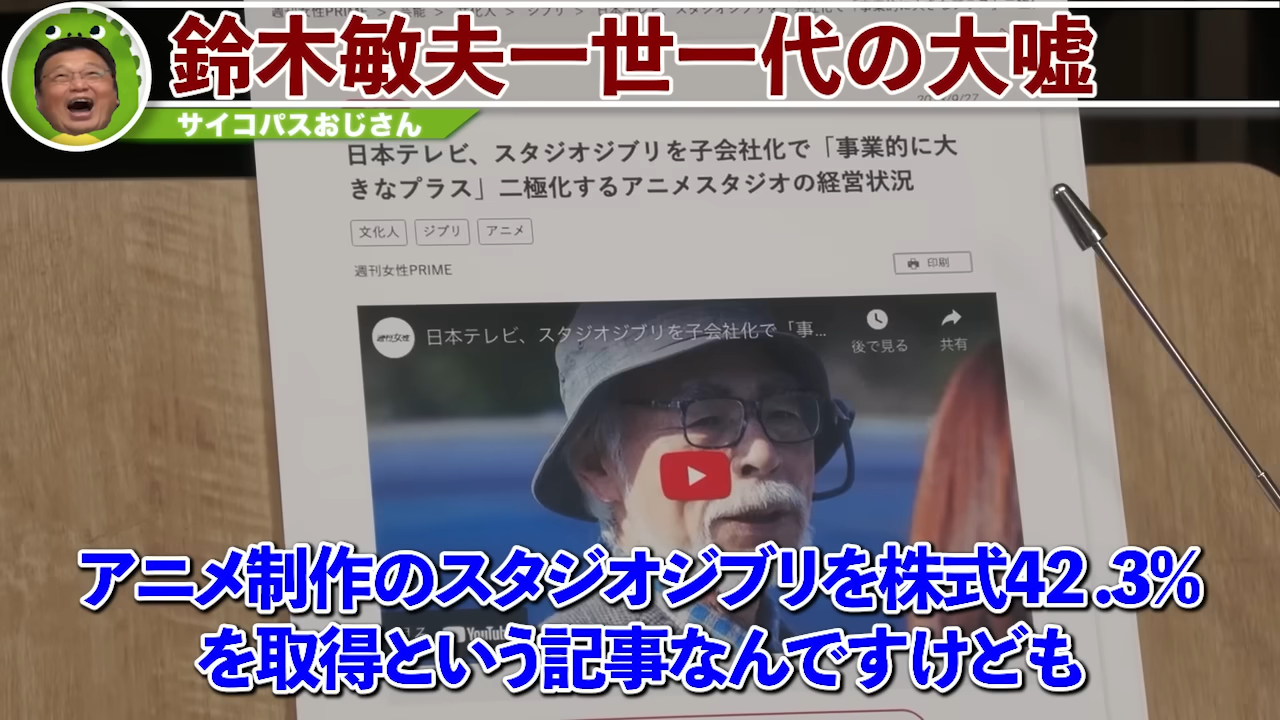 鈴木敏夫一世一代の大嘘
サイコパスおじさん
日本テレビ、スタジオジブリを子会社化で「事業的に大
きなプラス」二極化するアニメスタジオの経営状況
文化人 ジブリ アニメ
週刊女性PRIME
印刷
週刊女性
日本テレビ、スタジオジブリを子会社化で「事...
後で見る
共有
アニメ制作のスタジオジブリを株式42.3%
を取得という記事なんですけども